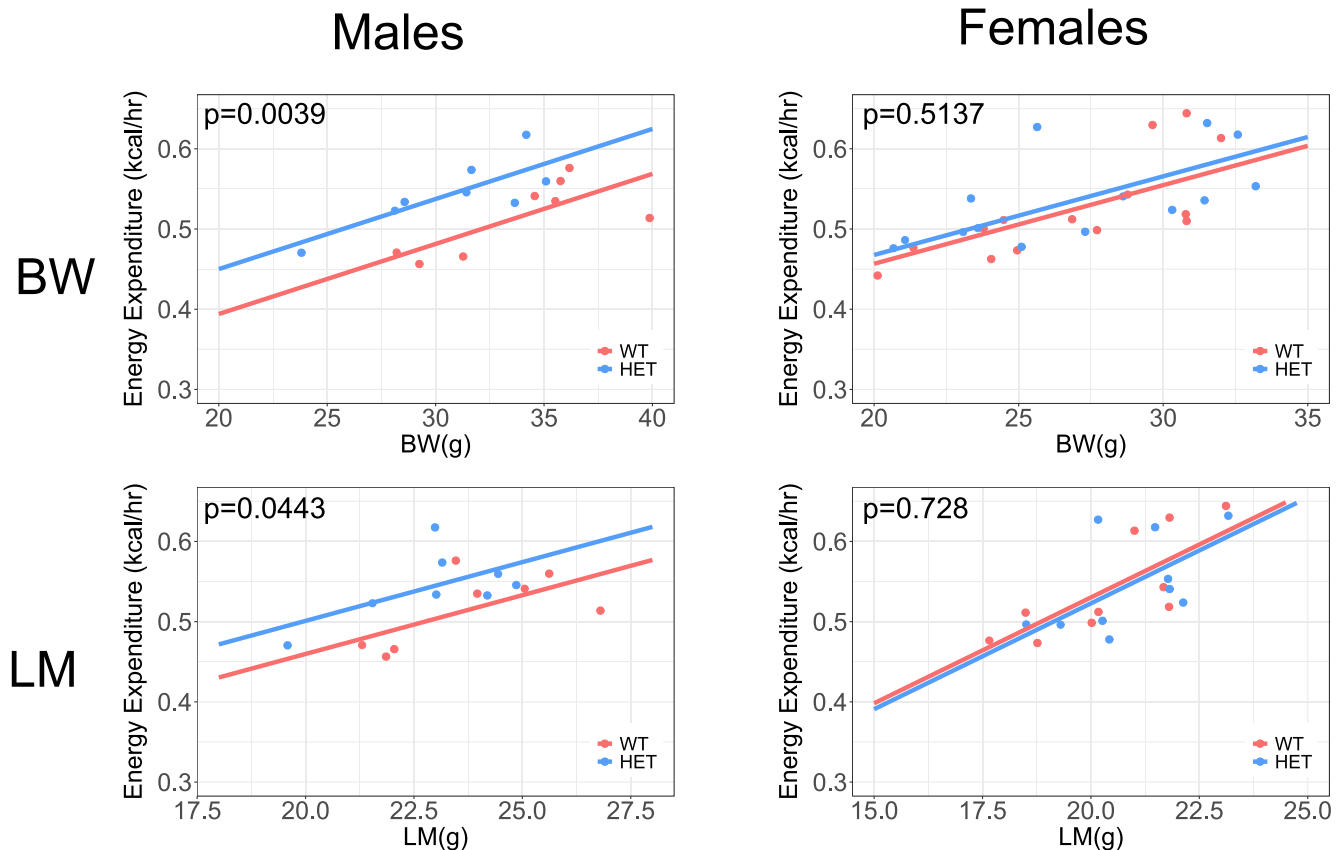 Males
Females
BW
p=0.0039
Energy Expenditure (kcal/hr)
0.6
0.5
0.4
0.3
WT
HET
20 25 30 35 40
BW(g)
p=0.5137
Energy Expenditure (kcal/hr)
0.6
0.5
0.4
0.3
WT
HET
20 25 30 35
BW(g)
LM
p=0.0443
Energy Expenditure (kcal/hr)
0.6
0.5
0.4
0.3
WT
HET
17.5 20.0 22.5 25.0 27.5
LM(g)
p=0.728
Energy Expenditure (kcal/hr)
0.6
0.5
0.4
0.3
WT
HET
15.0 17.5 20.0 22.5 25.0
LM(g)